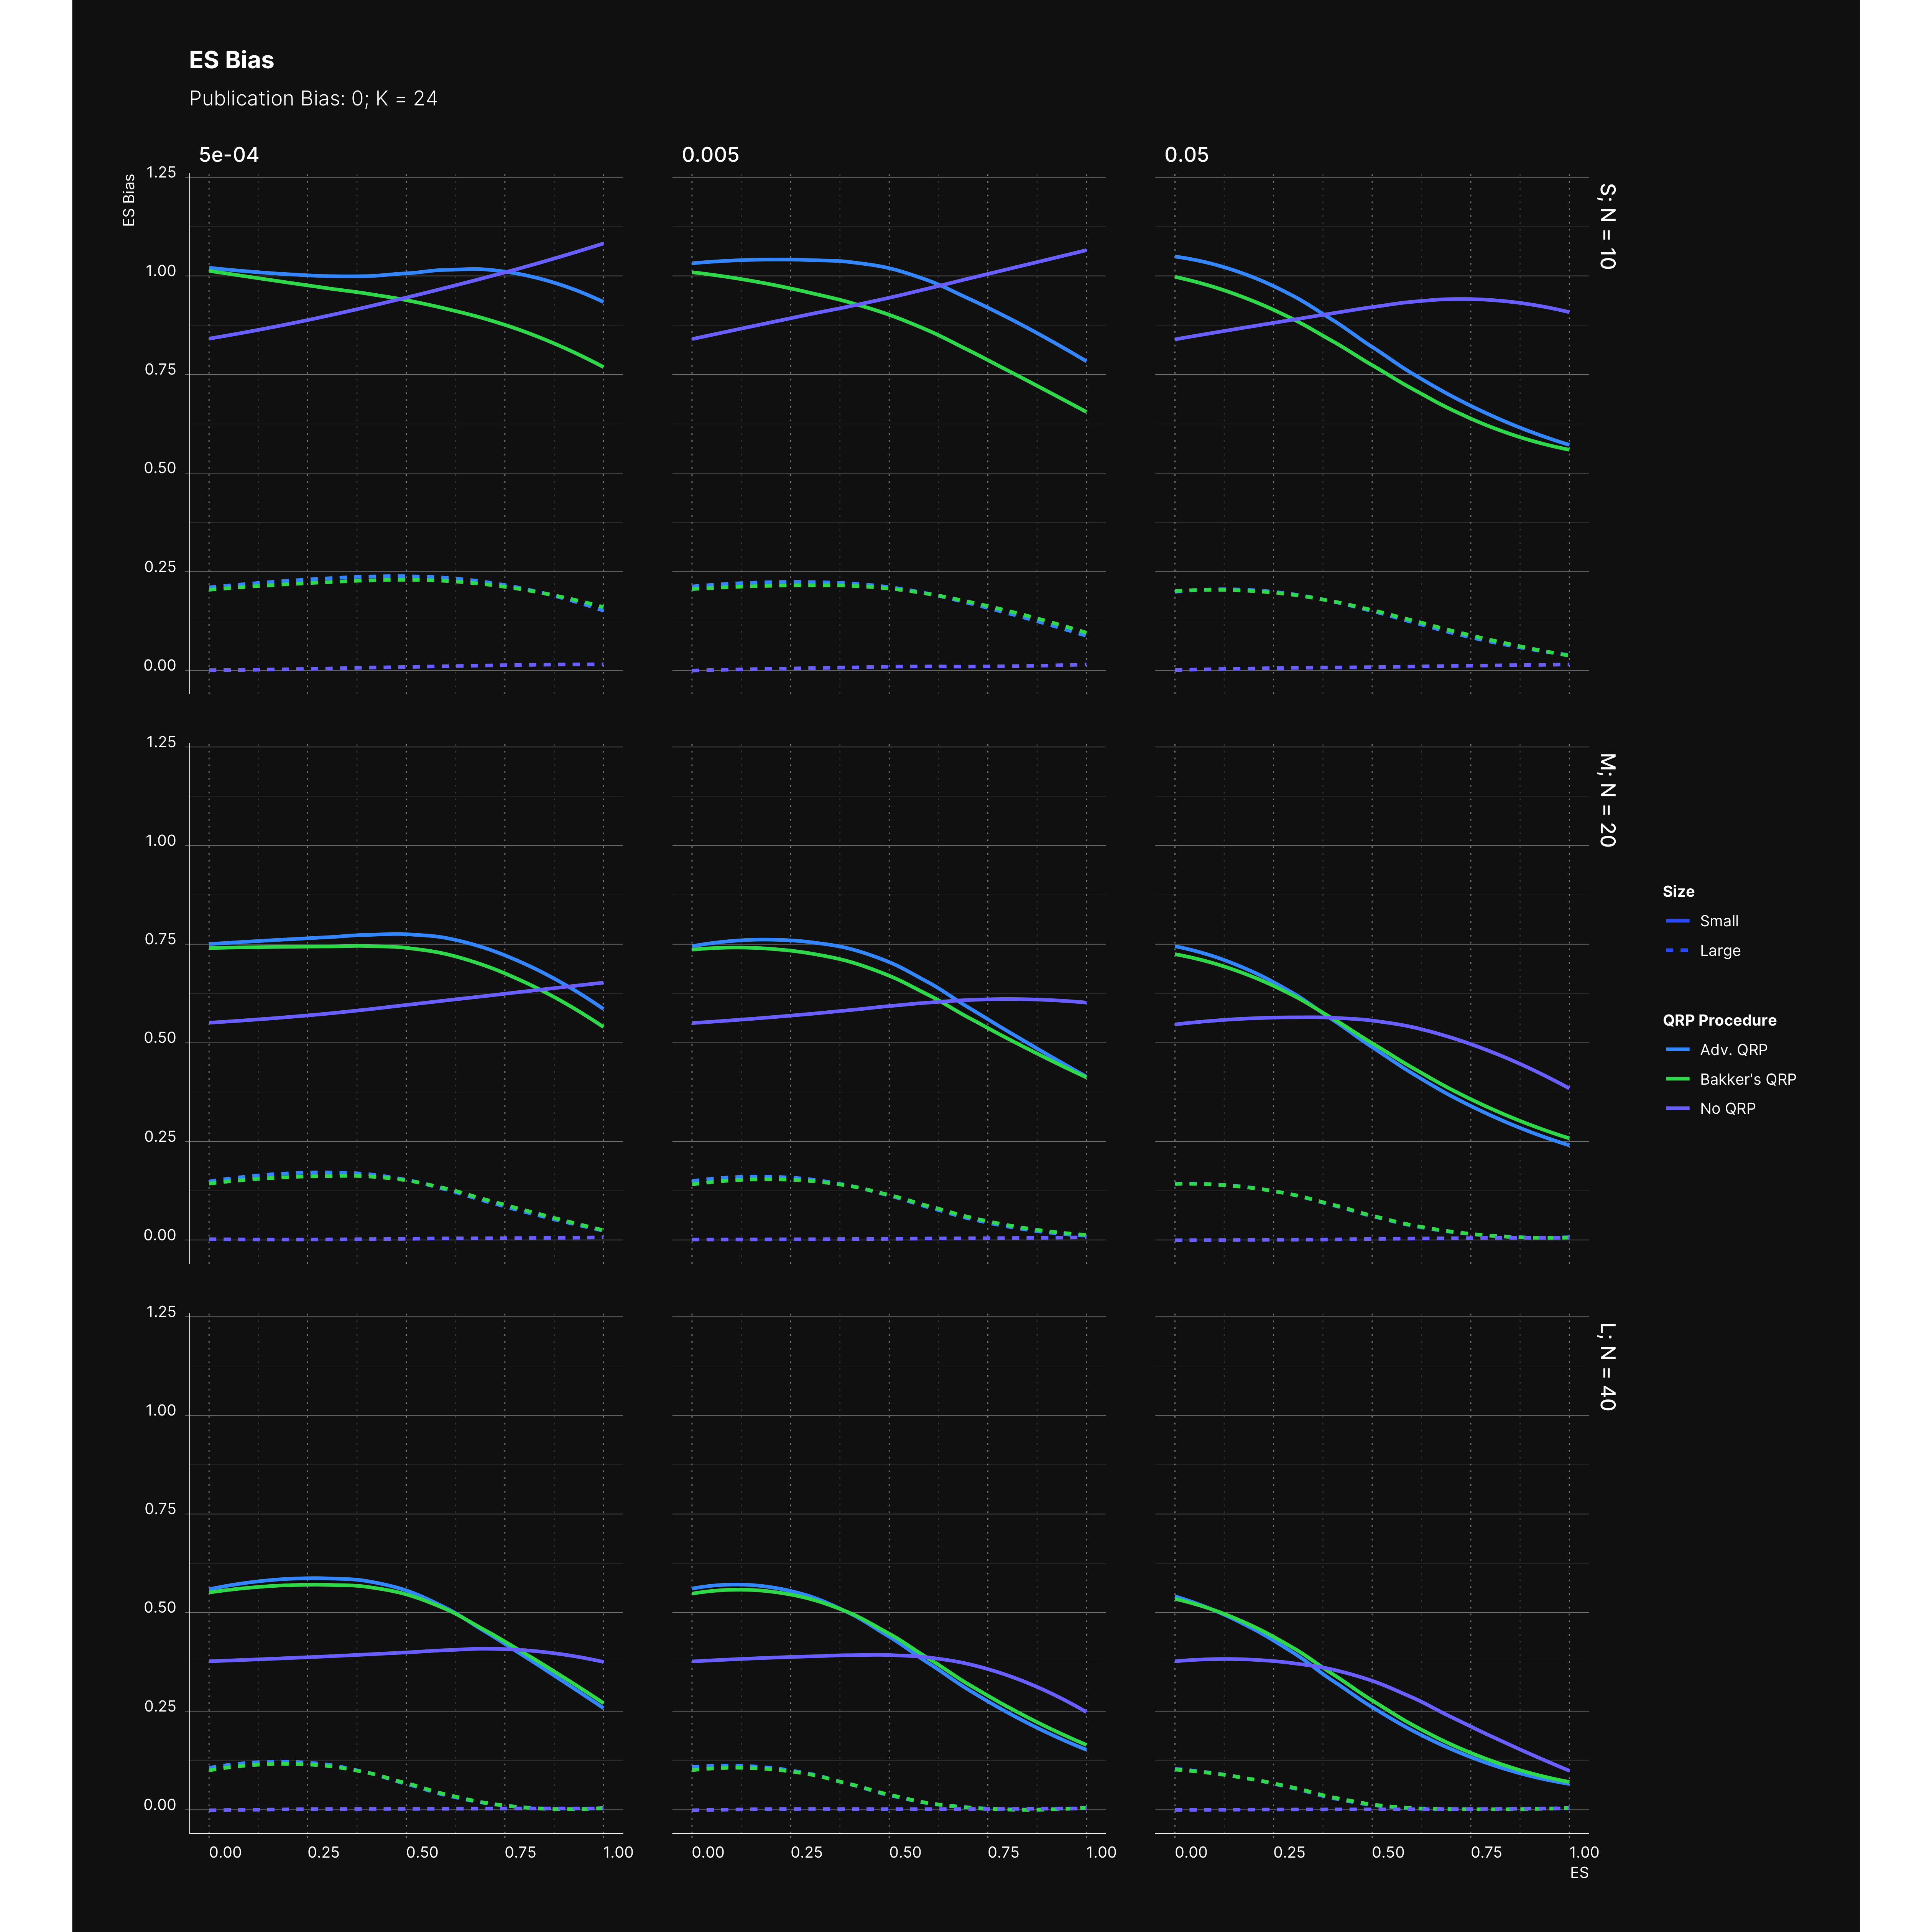 ES Bias
Publication Bias: 0; K = 24
5e-04
0.005
0.05
ES Bias
1.25
1.00
0.75
0.50
0.25
0.00
S; N = 10
1.25
1.00
0.75
0.50
0.25
0.00
M; N = 20
1.25
1.00
0.75
0.50
0.25
0.00
L; N = 40
0.00 0.25 0.50 0.75 1.00
0.00 0.25 0.50 0.75 1.00
0.00 0.25 0.50 0.75 1.00
ES
Size
Small
Large
QRP Procedure
Adv. QRP
Bakker's QRP
No QRP